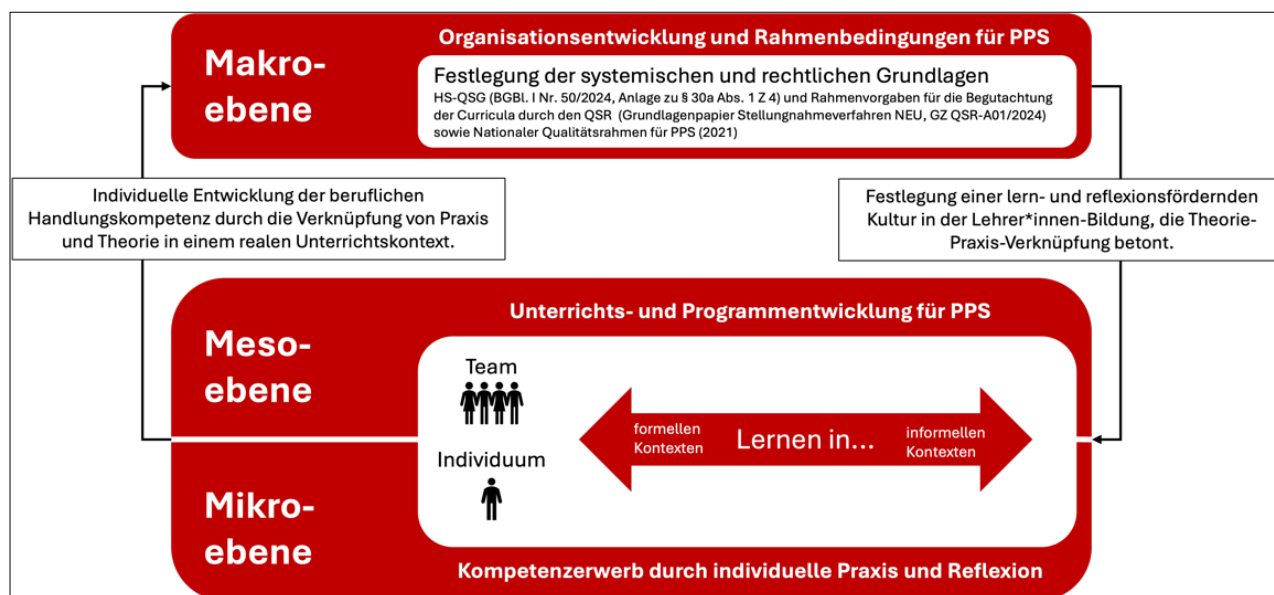 Makro-
ebene
Organisationsentwicklung und Rahmenbedingungen für PPS
Festlegung der systemischen und rechtlichen Grundlagen
HS-QSG (BGBl. I Nr. 50/2024, Anlage zu § 30a Abs. 1 Z 4) und Rahmenvorgaben für die Begutachtung
der Curricula durch den QSR (Grundlagenpapier Stellungnahmeverfahren NEU, GZ QSR-A01/2024)
sowie Nationaler Qualitätsrahmen für PPS (2021)
Individuelle Entwicklung der beruflichen
Handlungskompetenz durch die Verknüpfung von Praxis
und Theorie in einem realen Unterrichtskontext.
Festlegung einer lern- und reflexionsfördernden
Kultur in der Lehrer*innen-Bildung, die Theorie-
Praxis-Verknüpfung betont.
Meso-
ebene
Unterrichts- und Programmentwicklung für PPS
Team
Individuum
formellen
Kontexten
Lernen in...
informellen
Kontexten
Mikro-
ebene
Kompetenzerwerb durch individuelle Praxis und Reflexion